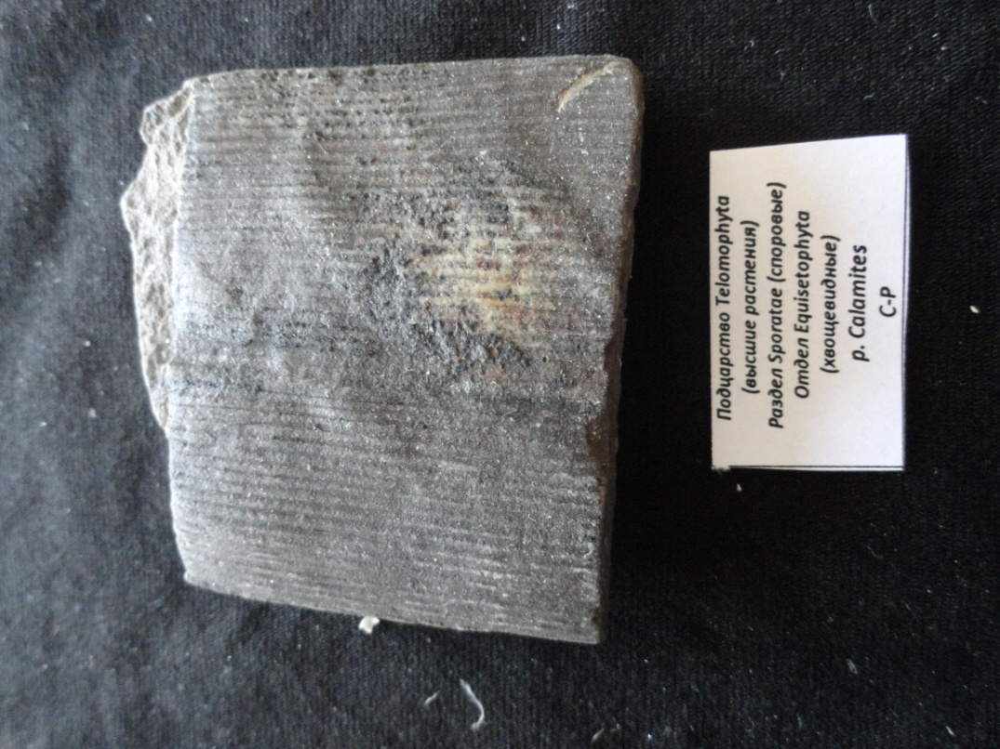 Подцарство Telomophyta
(высшие растения)
Раздел Sporatae (споровые)
Отдел Equisetophyta
(хвощевидные)
р. Calamites
C-P